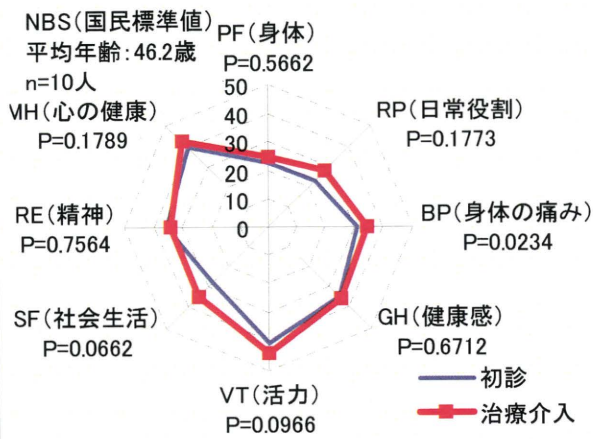 NBS(国民標準値)
平均年齢:46.2歳
n=10人
PF(身体)
P=0.5662
RP(日常役割)
P=0.1773
BP(身体の痛み)
P=0.0234
GH(健康感)
P=0.6712
VT(活力)
P=0.0966
SF(社会生活)
P=0.0662
RE(精神)
P=0.7564
MH(心の健康)
P=0.1789
50
40
30
20
10
0
初診
治療介入